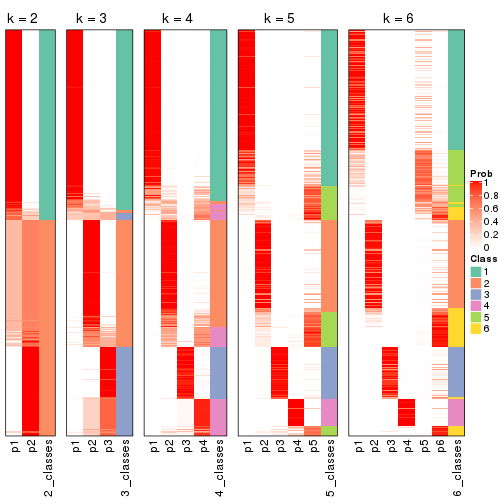 k = 2
k = 3
k = 4
k = 5
k = 6
Prob
1
0.8
0.6
0.4
0.2
0
Class
1
2
3
4
5
6
p1
p2
2_classes
p1
p2
p3
3_classes
p1
p2
p3
p4
4_classes
p1
p2
p3
p4
p5
5_classes
p1
p2
p3
p4
p5
p6
6_classes